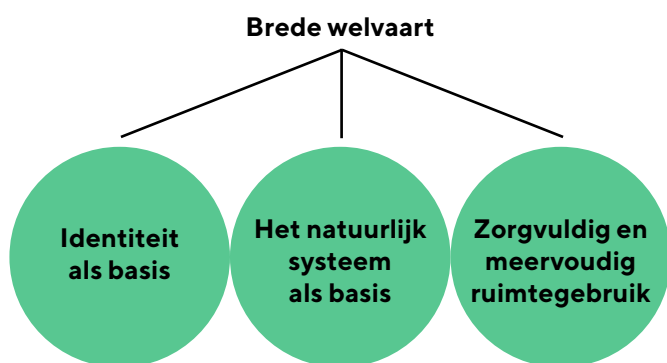 Brede welvaart
Identiteit
als basis
Het natuurlijk
systeem
als basis
Zorgvuldig en
meervoudig
ruimtegebruik